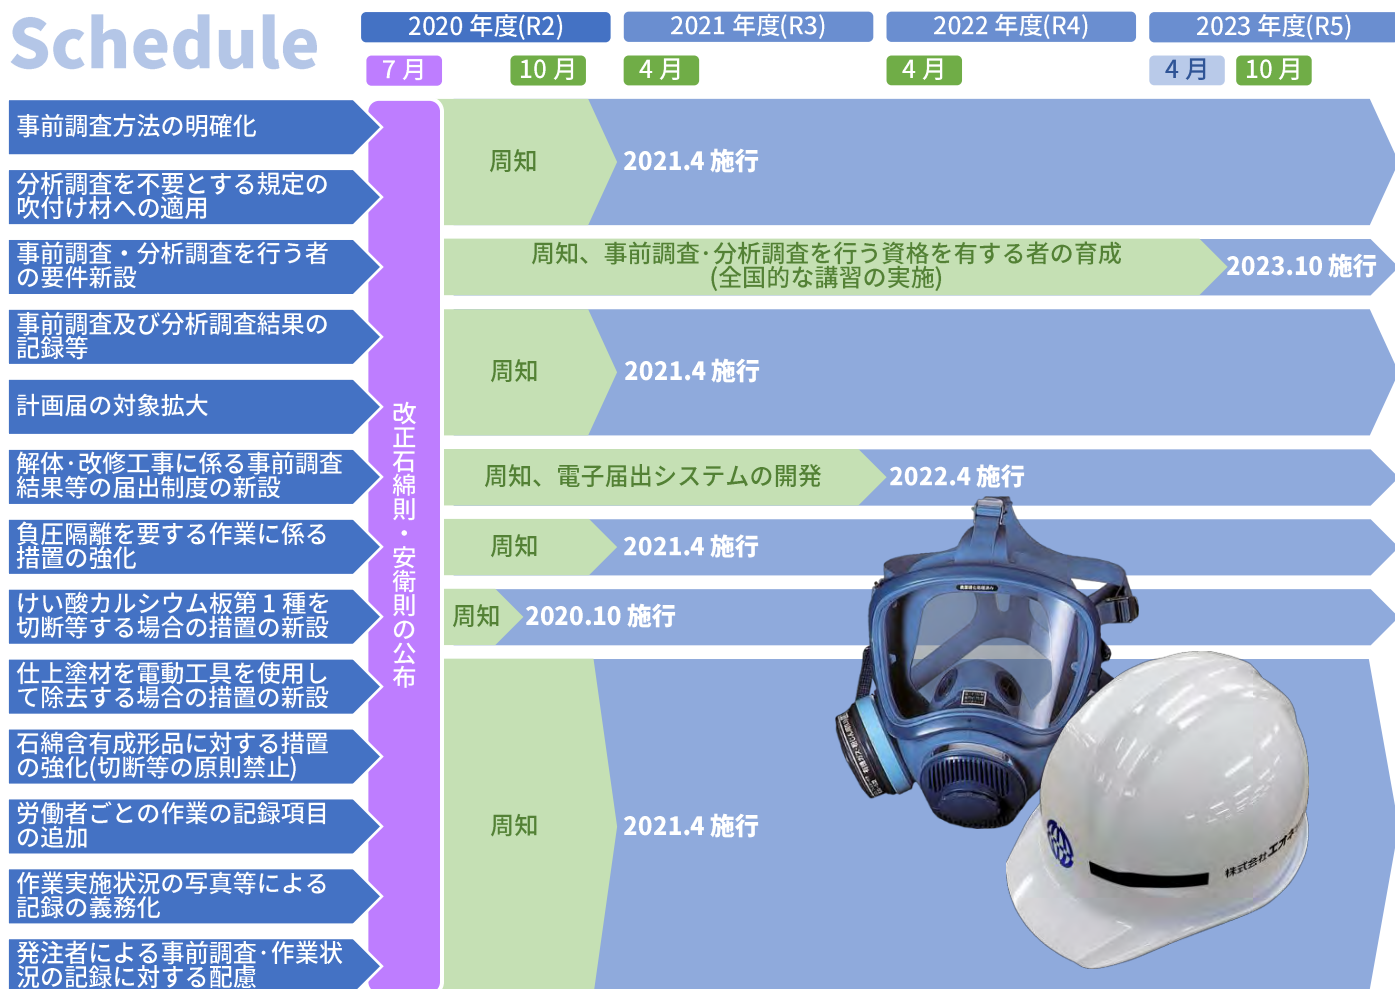 Schedule
2020 年度(R2)
2021 年度(R3)
2022 年度(R4)
2023 年度(R5)
7 月
10 月
4 月
4 月
4 月
10 月
事前調査方法の明確化
分析調査を不要とする規定の
吹付け材への適用
周知
2021.4 施行
事前調査・分析調査を行う者
の要件新設
周知、事前調査･分析調査を行う資格を有する者の育成
(全国的な講習の実施)
2023.10 施行
事前調査及び分析調査結果の
記録等
計画届の対象拡大
周知
2021.4 施行
改正石綿則・安衛則の公布
解体･改修工事に係る事前調査
結果等の届出制度の新設
周知、電子届出システムの開発
2022.4 施行
負圧隔離を要する作業に係る
措置の強化
周知
2021.4 施行
けい酸カルシウム板第 1 種を
切断等する場合の措置の新設
周知
2020.10 施行
仕上塗材を電動工具を使用し
て除去する場合の措置の新設
石綿含有成形品に対する措置
の強化(切断等の原則禁止)
労働者ごとの作業の記録項目
の追加
周知
2021.4 施行
作業実施状況の写真等による
記録の義務化
発注者による事前調査･作業状
況の記録に対する配慮
株式会社エオネ